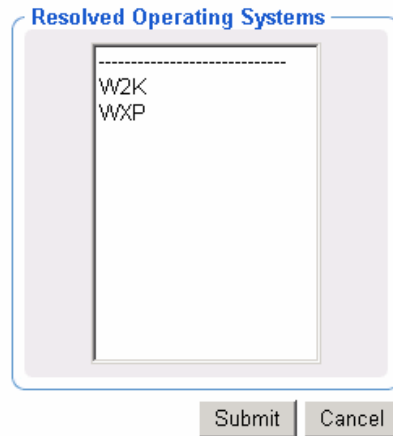 Resolved Operating Systems
---------------------------
W2K
WXP
Submit
Cancel